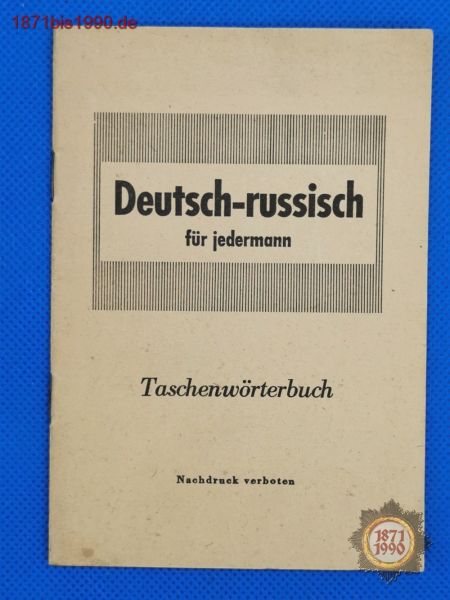 1871bis1990.de
Deutsch-russisch
für jedermann
Taschenwörterbuch
Nachdruck verboten
1871
1990